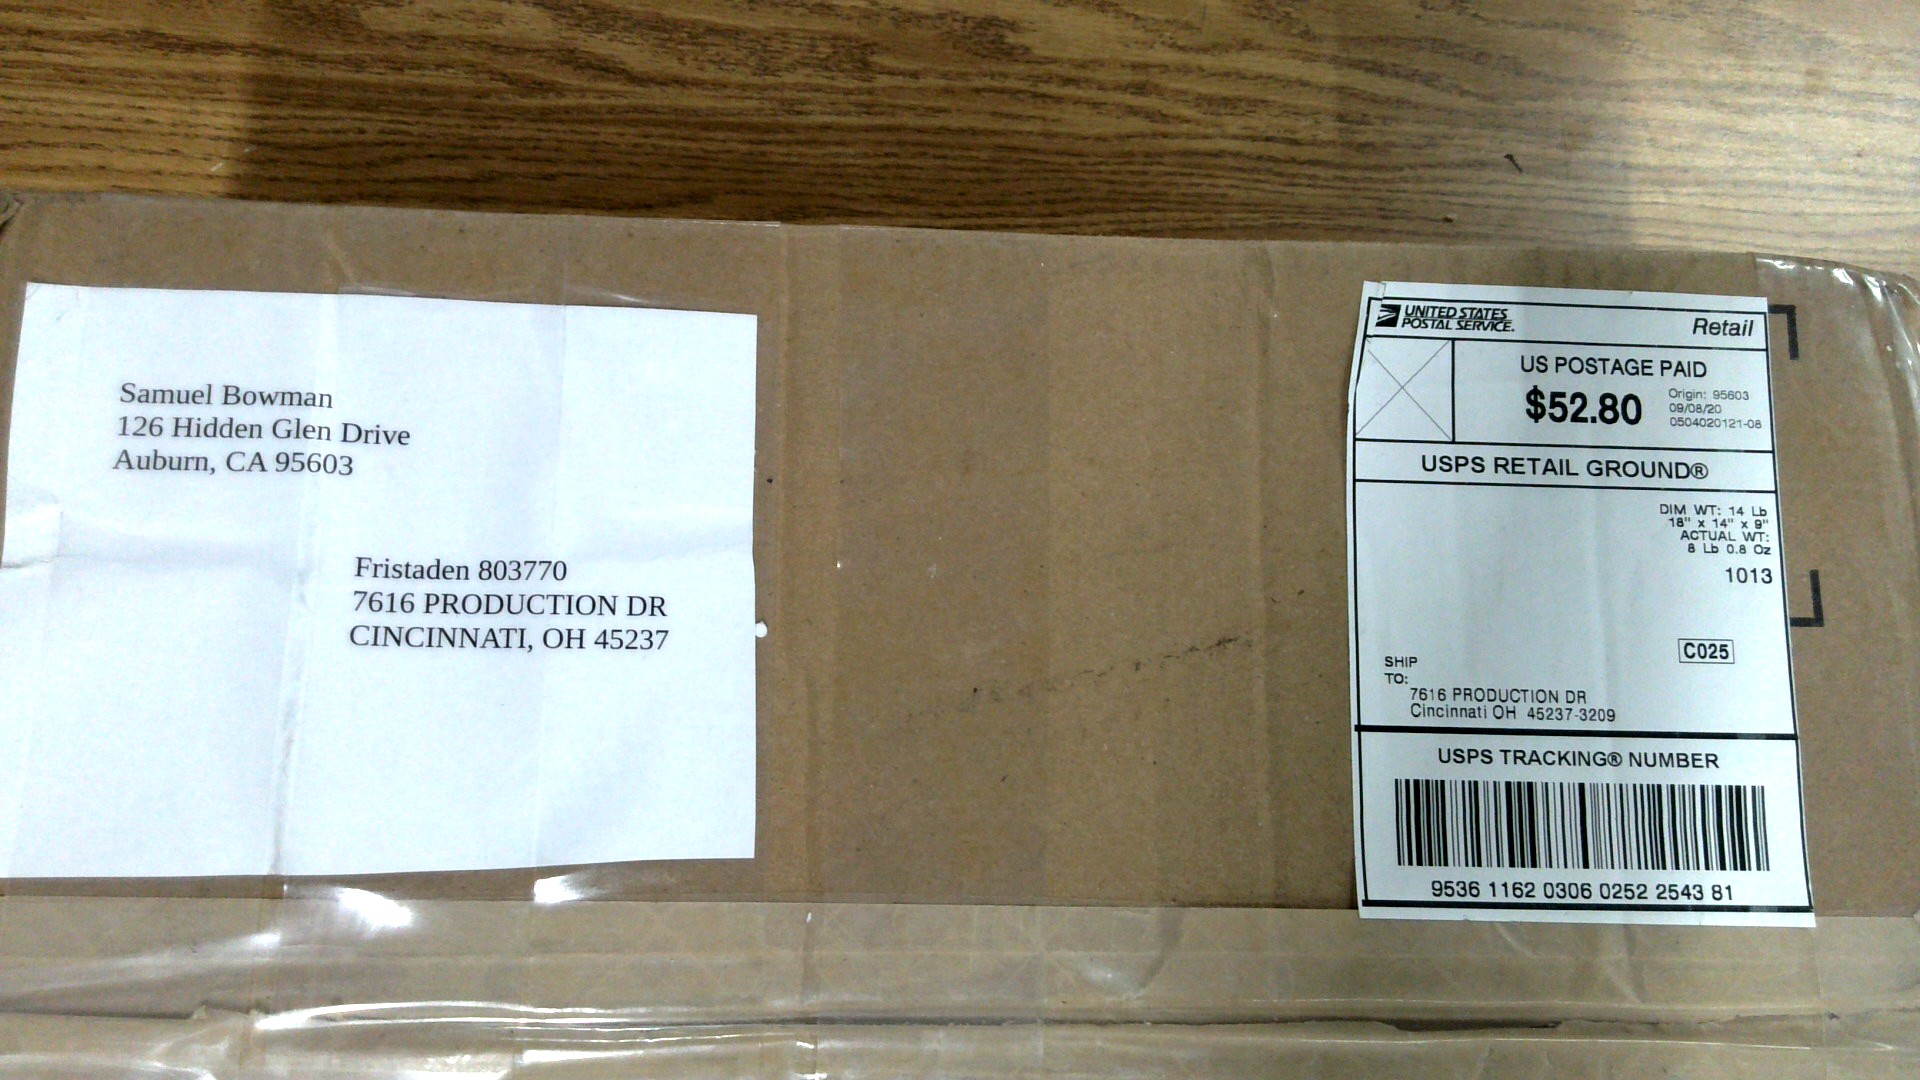 Samuel Bowman
126 Hidden Glen Drive
Auburn, CA 95603
Fristaden 803770
7616 PRODUCTION DR
CINCINNATI, OH 45237
UNITED STATES
POSTAL SERVICE.
Retail
US POSTAGE PAID
$52.80
Origin: 95603
09/08/20
0504020121-08
USPS RETAIL GROUND®
DIM WT: 14 Lb
18" x 14" x 9"
ACTUAL WT:
8 Lb 0.8 Oz
1013
C025
SHIP
TO:
7616 PRODUCTION DR
Cincinnati OH 45237-3209
USPS TRACKING® NUMBER
9536 1162 0306 0252 2543 81